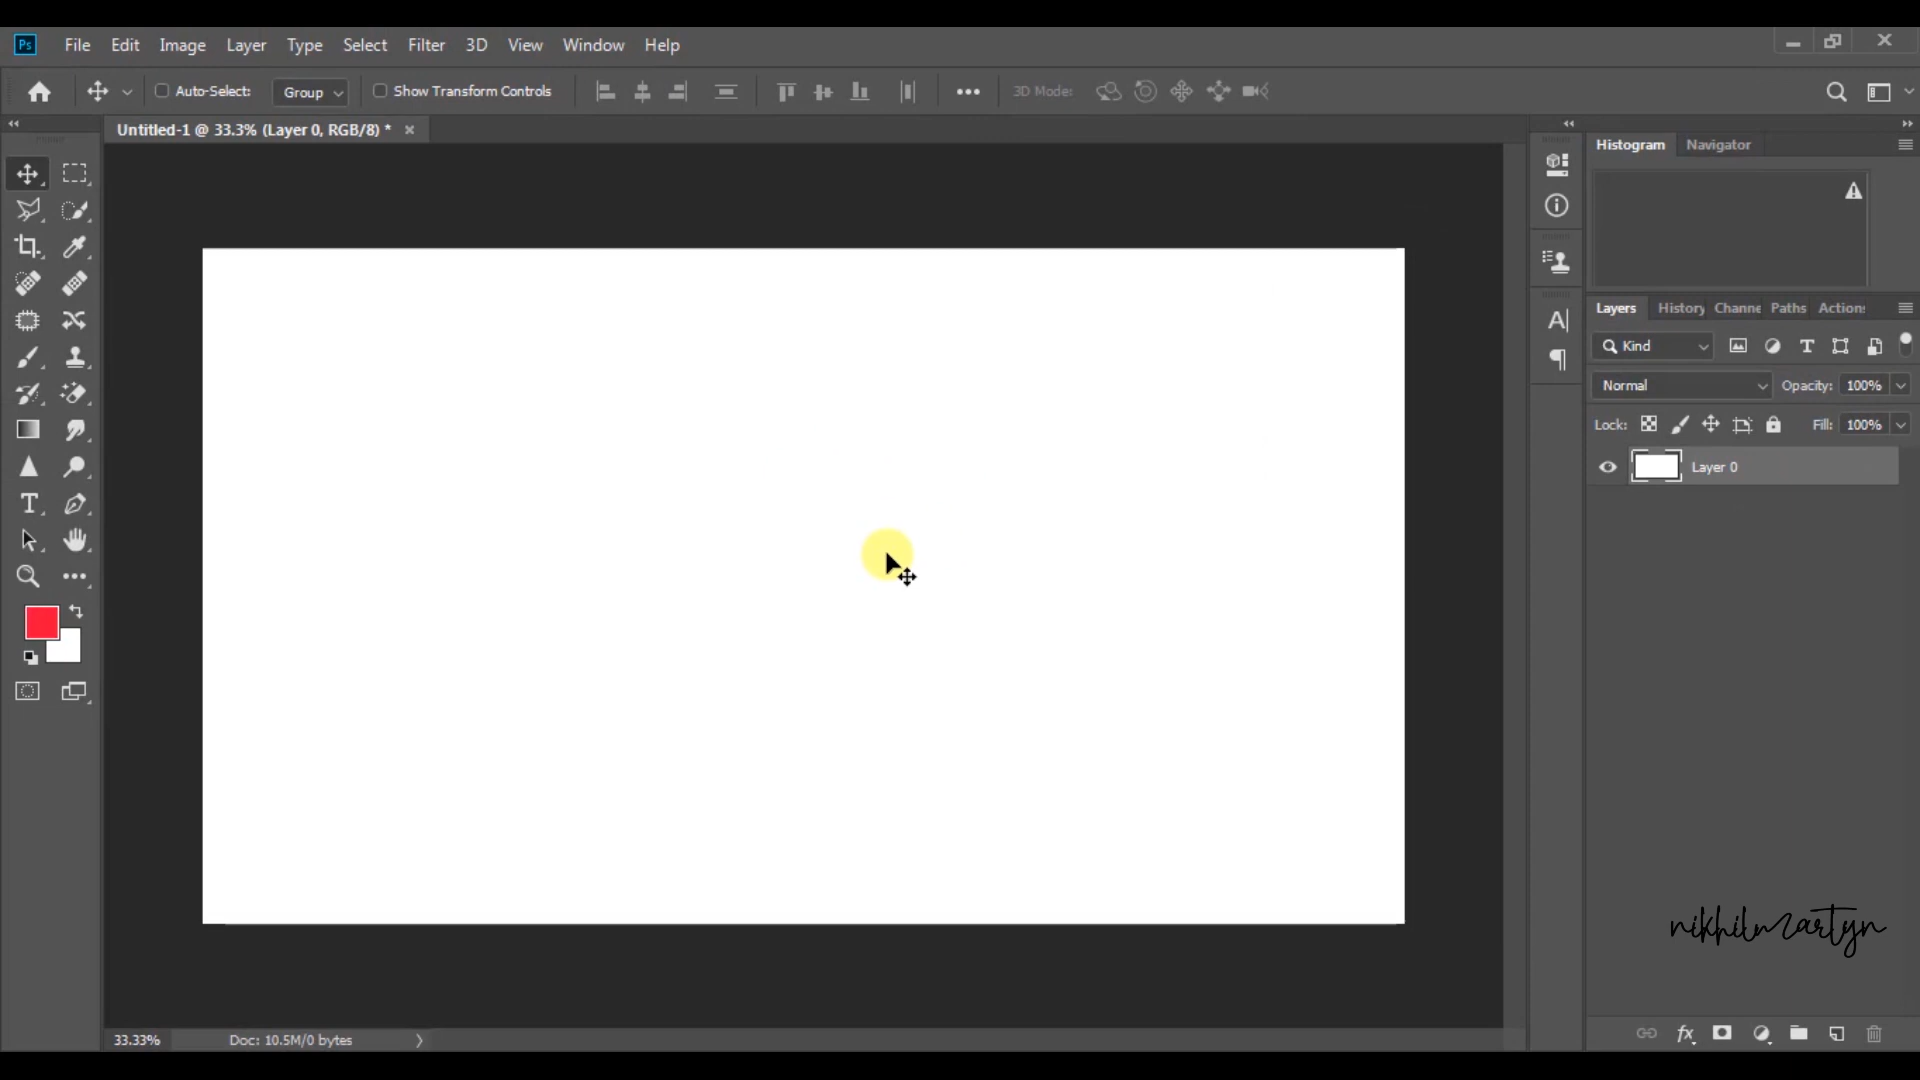 Ps File Edit Image Layer Type Select Filter 3D View Window Help
Auto-Select: Group Show Transform Controls 3D Mode:
Untitled-1 @ 33.3% (Layer 0, RGB/8) *
Histogram Navigator
Layers History Channe Paths Action:
Kind
Normal Opacity: 100%
Lock: Fill: 100%
Layer 0
nikhilmartyn
33.33% Doc: 10.5M/0 bytes
fx